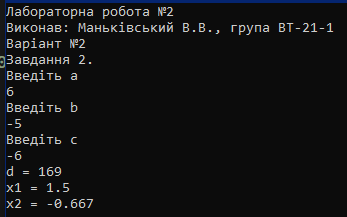 Лабораторна робота №2
Виконав: Маньківський В.В., група ВТ-21-1
Варіант №2
Завдання 2.
Введіть a
6
Введіть b
-5
Введіть c
-6
d = 169
x1 = 1.5
x2 = -0.667